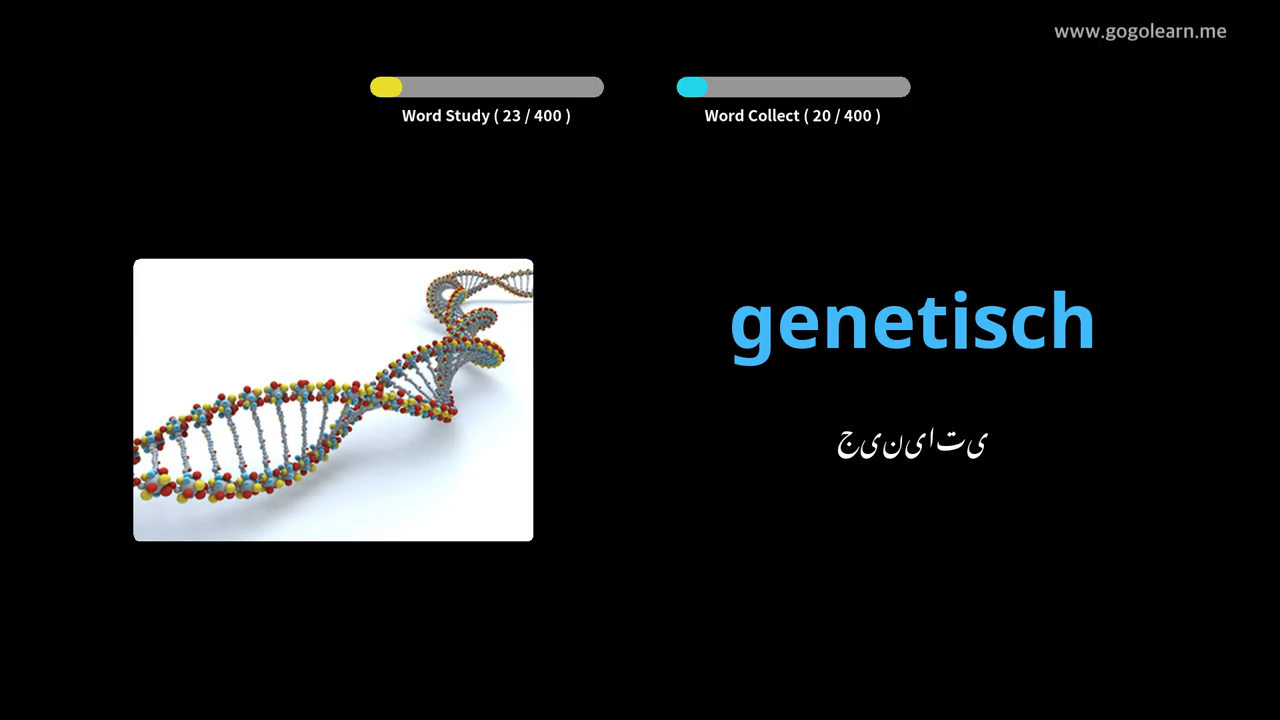 www.gogolearn.me
Word Study ( 23 / 400 )
Word Collect ( 20 / 400 )
genetisch
جینیاتی